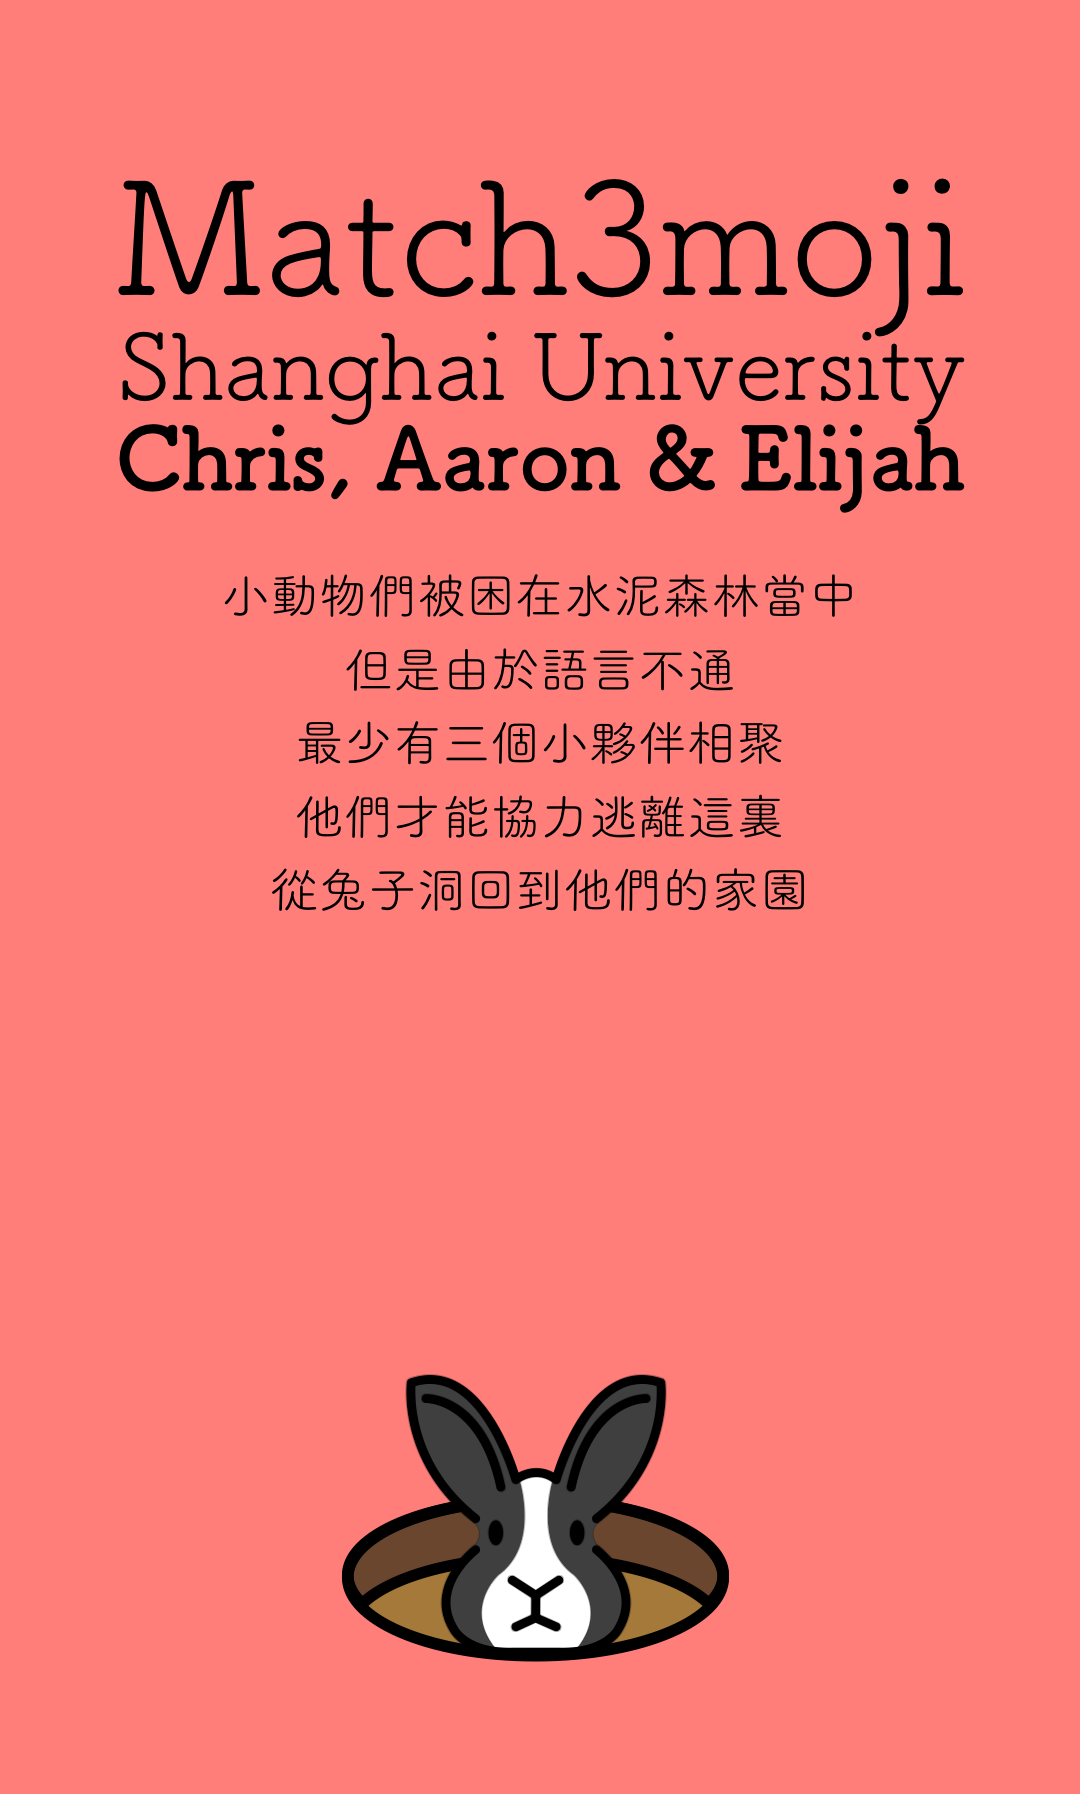 Match3moji
Shanghai University
Chris, Aaron & Elijah
小動物們被困在水泥森林當中
但是由於語言不通
最少有三個小夥伴相聚
他們才能協力逃離這裏
從兔子洞回到他們的家園